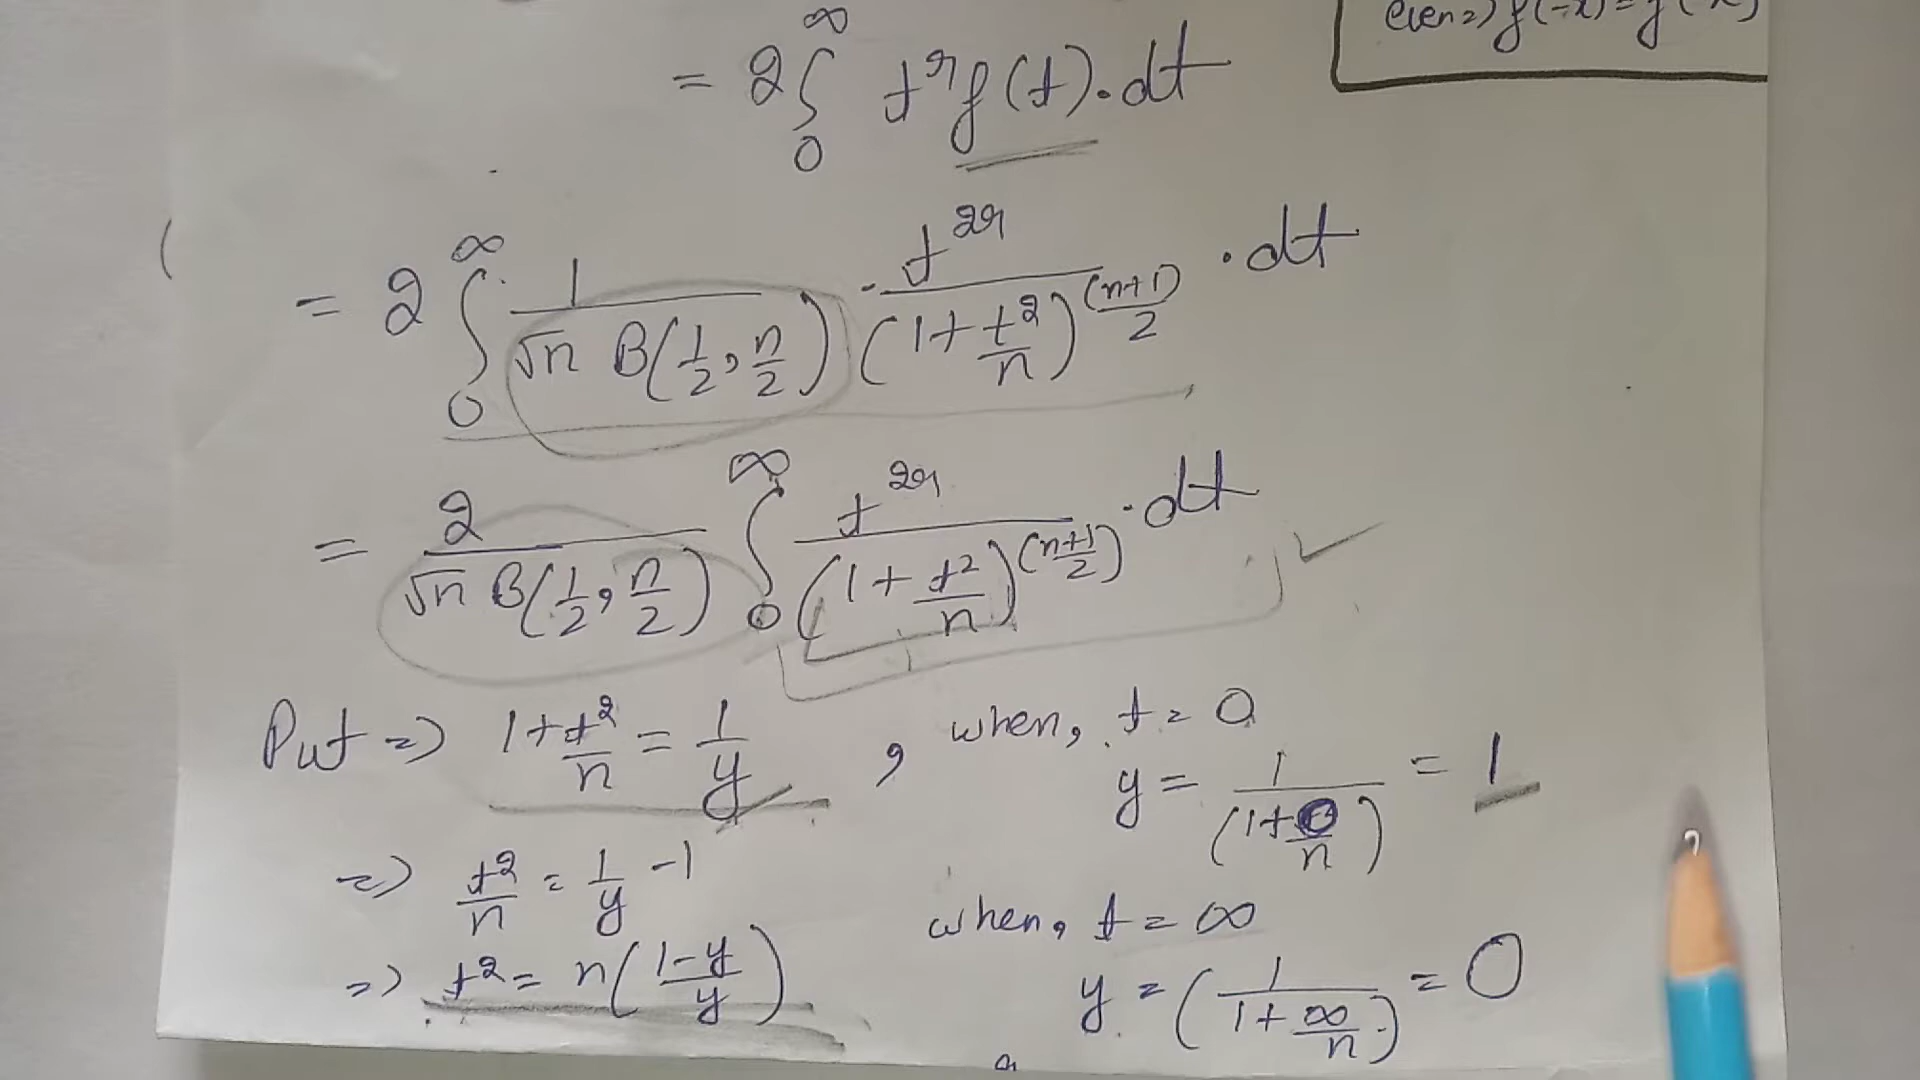 even => f(-x) = f(x)
= 2 ∫₀^∞ t^r f(t)·dt
= 2 ∫₀^∞ 1/(√n B(1/2, n/2)) · t^{2r}/(1+t²/n)^{(n+1)/2} · dt
= 2/(√n B(1/2, n/2)) ∫₀^∞ t^{2r}/(1+t²/n)^{(n+1)/2} · dt
Put => 1+t²/n = 1/y , when, t = 0
y = 1/(1+0/n) = 1
=> t²/n = 1/y - 1
when, t = ∞
=> t² = n((1-y)/y)
y = (1/(1+∞/n)) = 0